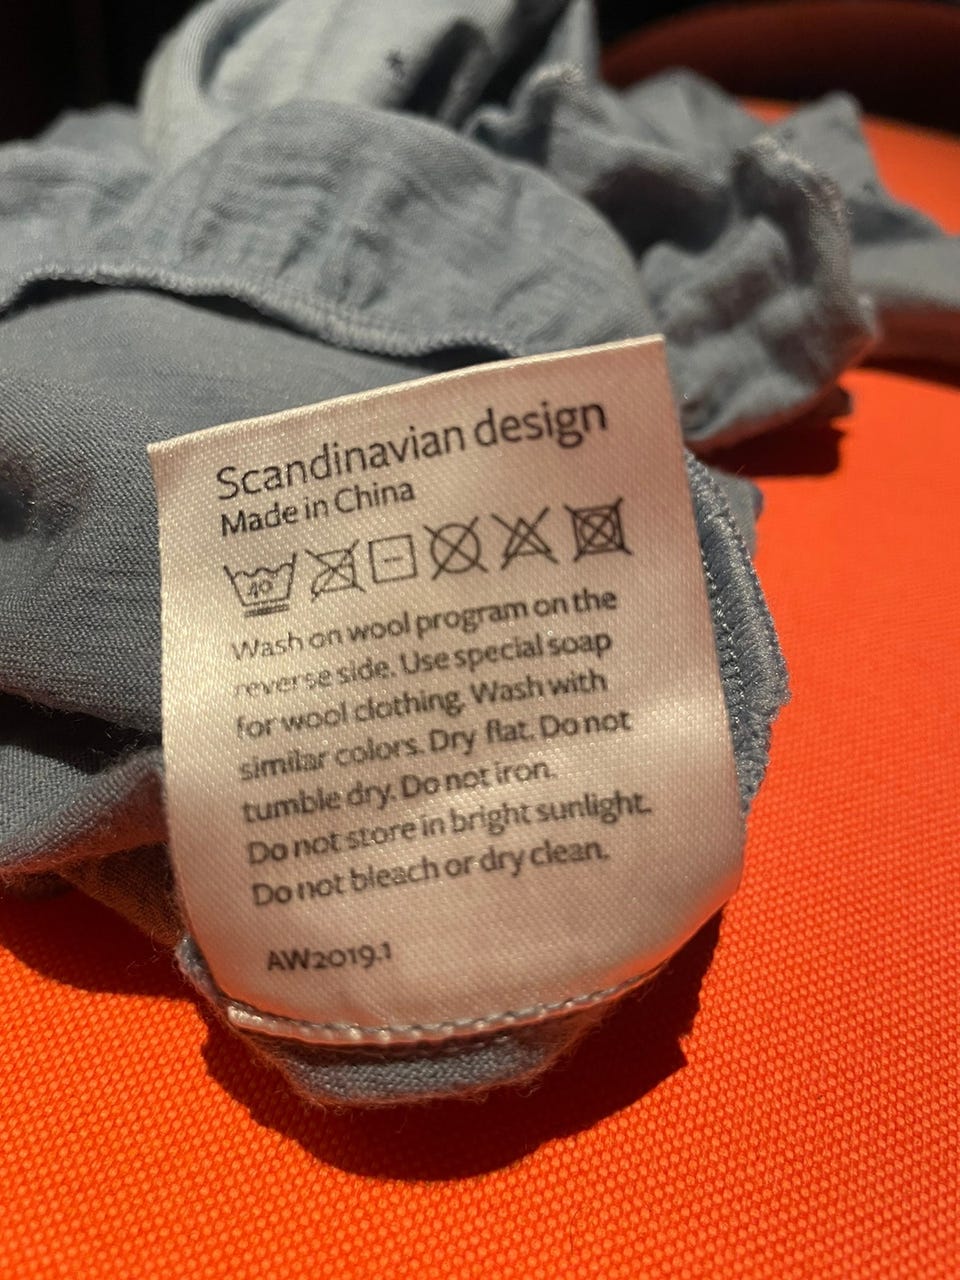 Scandinavian design
Made in China
40
Wash on wool program on the
reverse side. Use special soap
for wool clothing. Wash with
similar colors. Dry flat. Do not
tumble dry. Do not iron.
Do not store in bright sunlight.
Do not bleach or dry clean.
AW2019.1